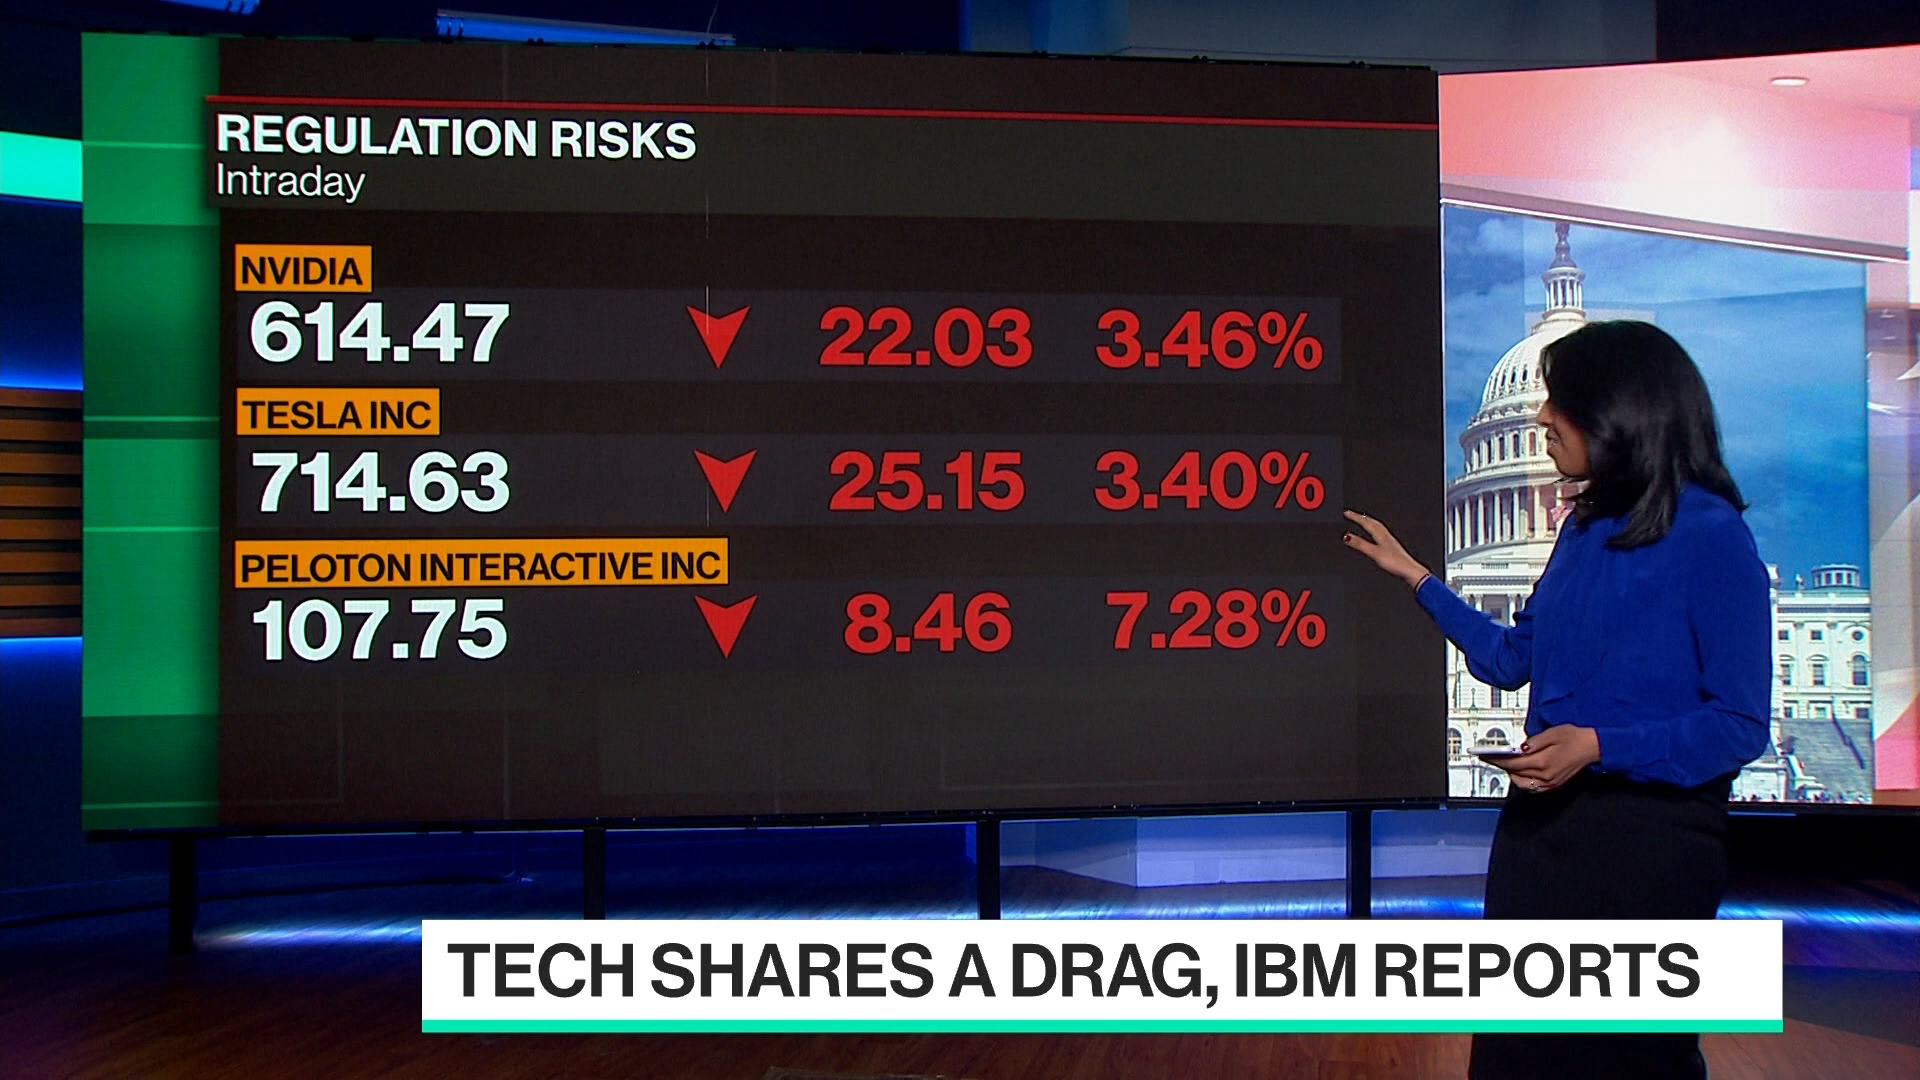 REGULATION RISKS
Intraday
NVIDIA
614.47 22.03 3.46%
TESLA INC
714.63 25.15 3.40%
PELOTON INTERACTIVE INC
107.75 8.46 7.28%
TECH SHARES A DRAG, IBM REPORTS